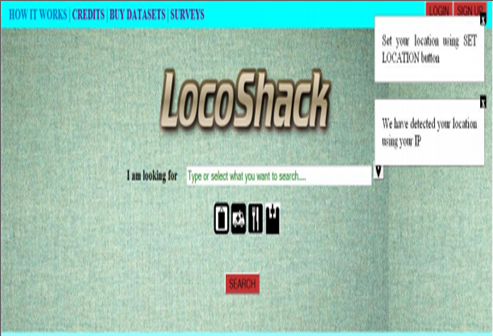 HOW IT WORKS | CREDITS | BUY DATASETS | SURVEYS
LOGIN SIGN UP
X
Set your location using SET
LOCATION button
X
We have detected your location
using your IP
LocoShack
I am looking for Type or select what you want to search.....
SEARCH